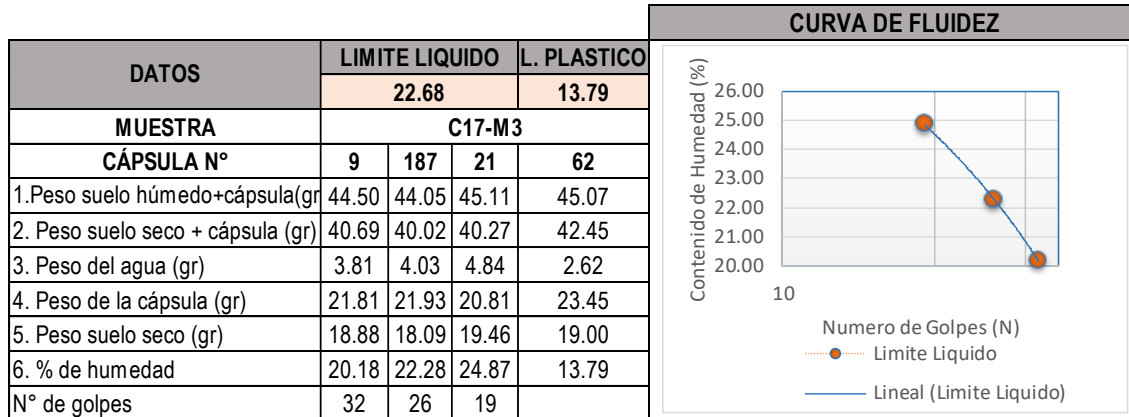 CURVA DE FLUIDEZ
DATOS LIMITE LIQUIDO L. PLASTICO
22.68 13.79
MUESTRA C17-M3
CÁPSULA N° 9 187 21 62
1.Peso suelo húmedo+cápsula(gr 44.50 44.05 45.11 45.07
2. Peso suelo seco + cápsula (gr) 40.69 40.02 40.27 42.45
3. Peso del agua (gr) 3.81 4.03 4.84 2.62
4. Peso de la cápsula (gr) 21.81 21.93 20.81 23.45
5. Peso suelo seco (gr) 18.88 18.09 19.46 19.00
6. % de humedad 20.18 22.28 24.87 13.79
N° de golpes 32 26 19
Contenido de Humedad (%)
26.00
25.00
24.00
23.00
22.00
21.00
20.00
10
Numero de Golpes (N)
Limite Liquido
Lineal (Limite Liquido)